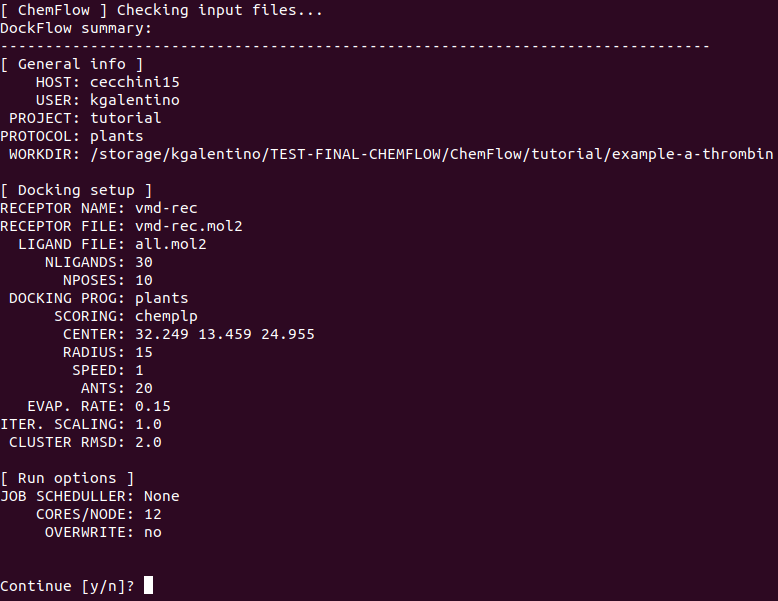 [ ChemFlow ] Checking input files...
DockFlow summary:
-------------------------------------------------------------------------------
[ General info ]
HOST: cecchini15
USER: kgalentino
PROJECT: tutorial
PROTOCOL: plants
WORKDIR: /storage/kgalentino/TEST-FINAL-CHEMFLOW/ChemFlow/tutorial/example-a-thrombin
[ Docking setup ]
RECEPTOR NAME: vmd-rec
RECEPTOR FILE: vmd-rec.mol2
LIGAND FILE: all.mol2
NLIGANDS: 30
NPOSES: 10
DOCKING PROG: plants
SCORING: chemplp
CENTER: 32.249 13.459 24.955
RADIUS: 15
SPEED: 1
ANTS: 20
EVAP. RATE: 0.15
ITER. SCALING: 1.0
CLUSTER RMSD: 2.0
[ Run options ]
JOB SCHEDULLER: None
CORES/NODE: 12
OVERWRITE: no
Continue [y/n]?